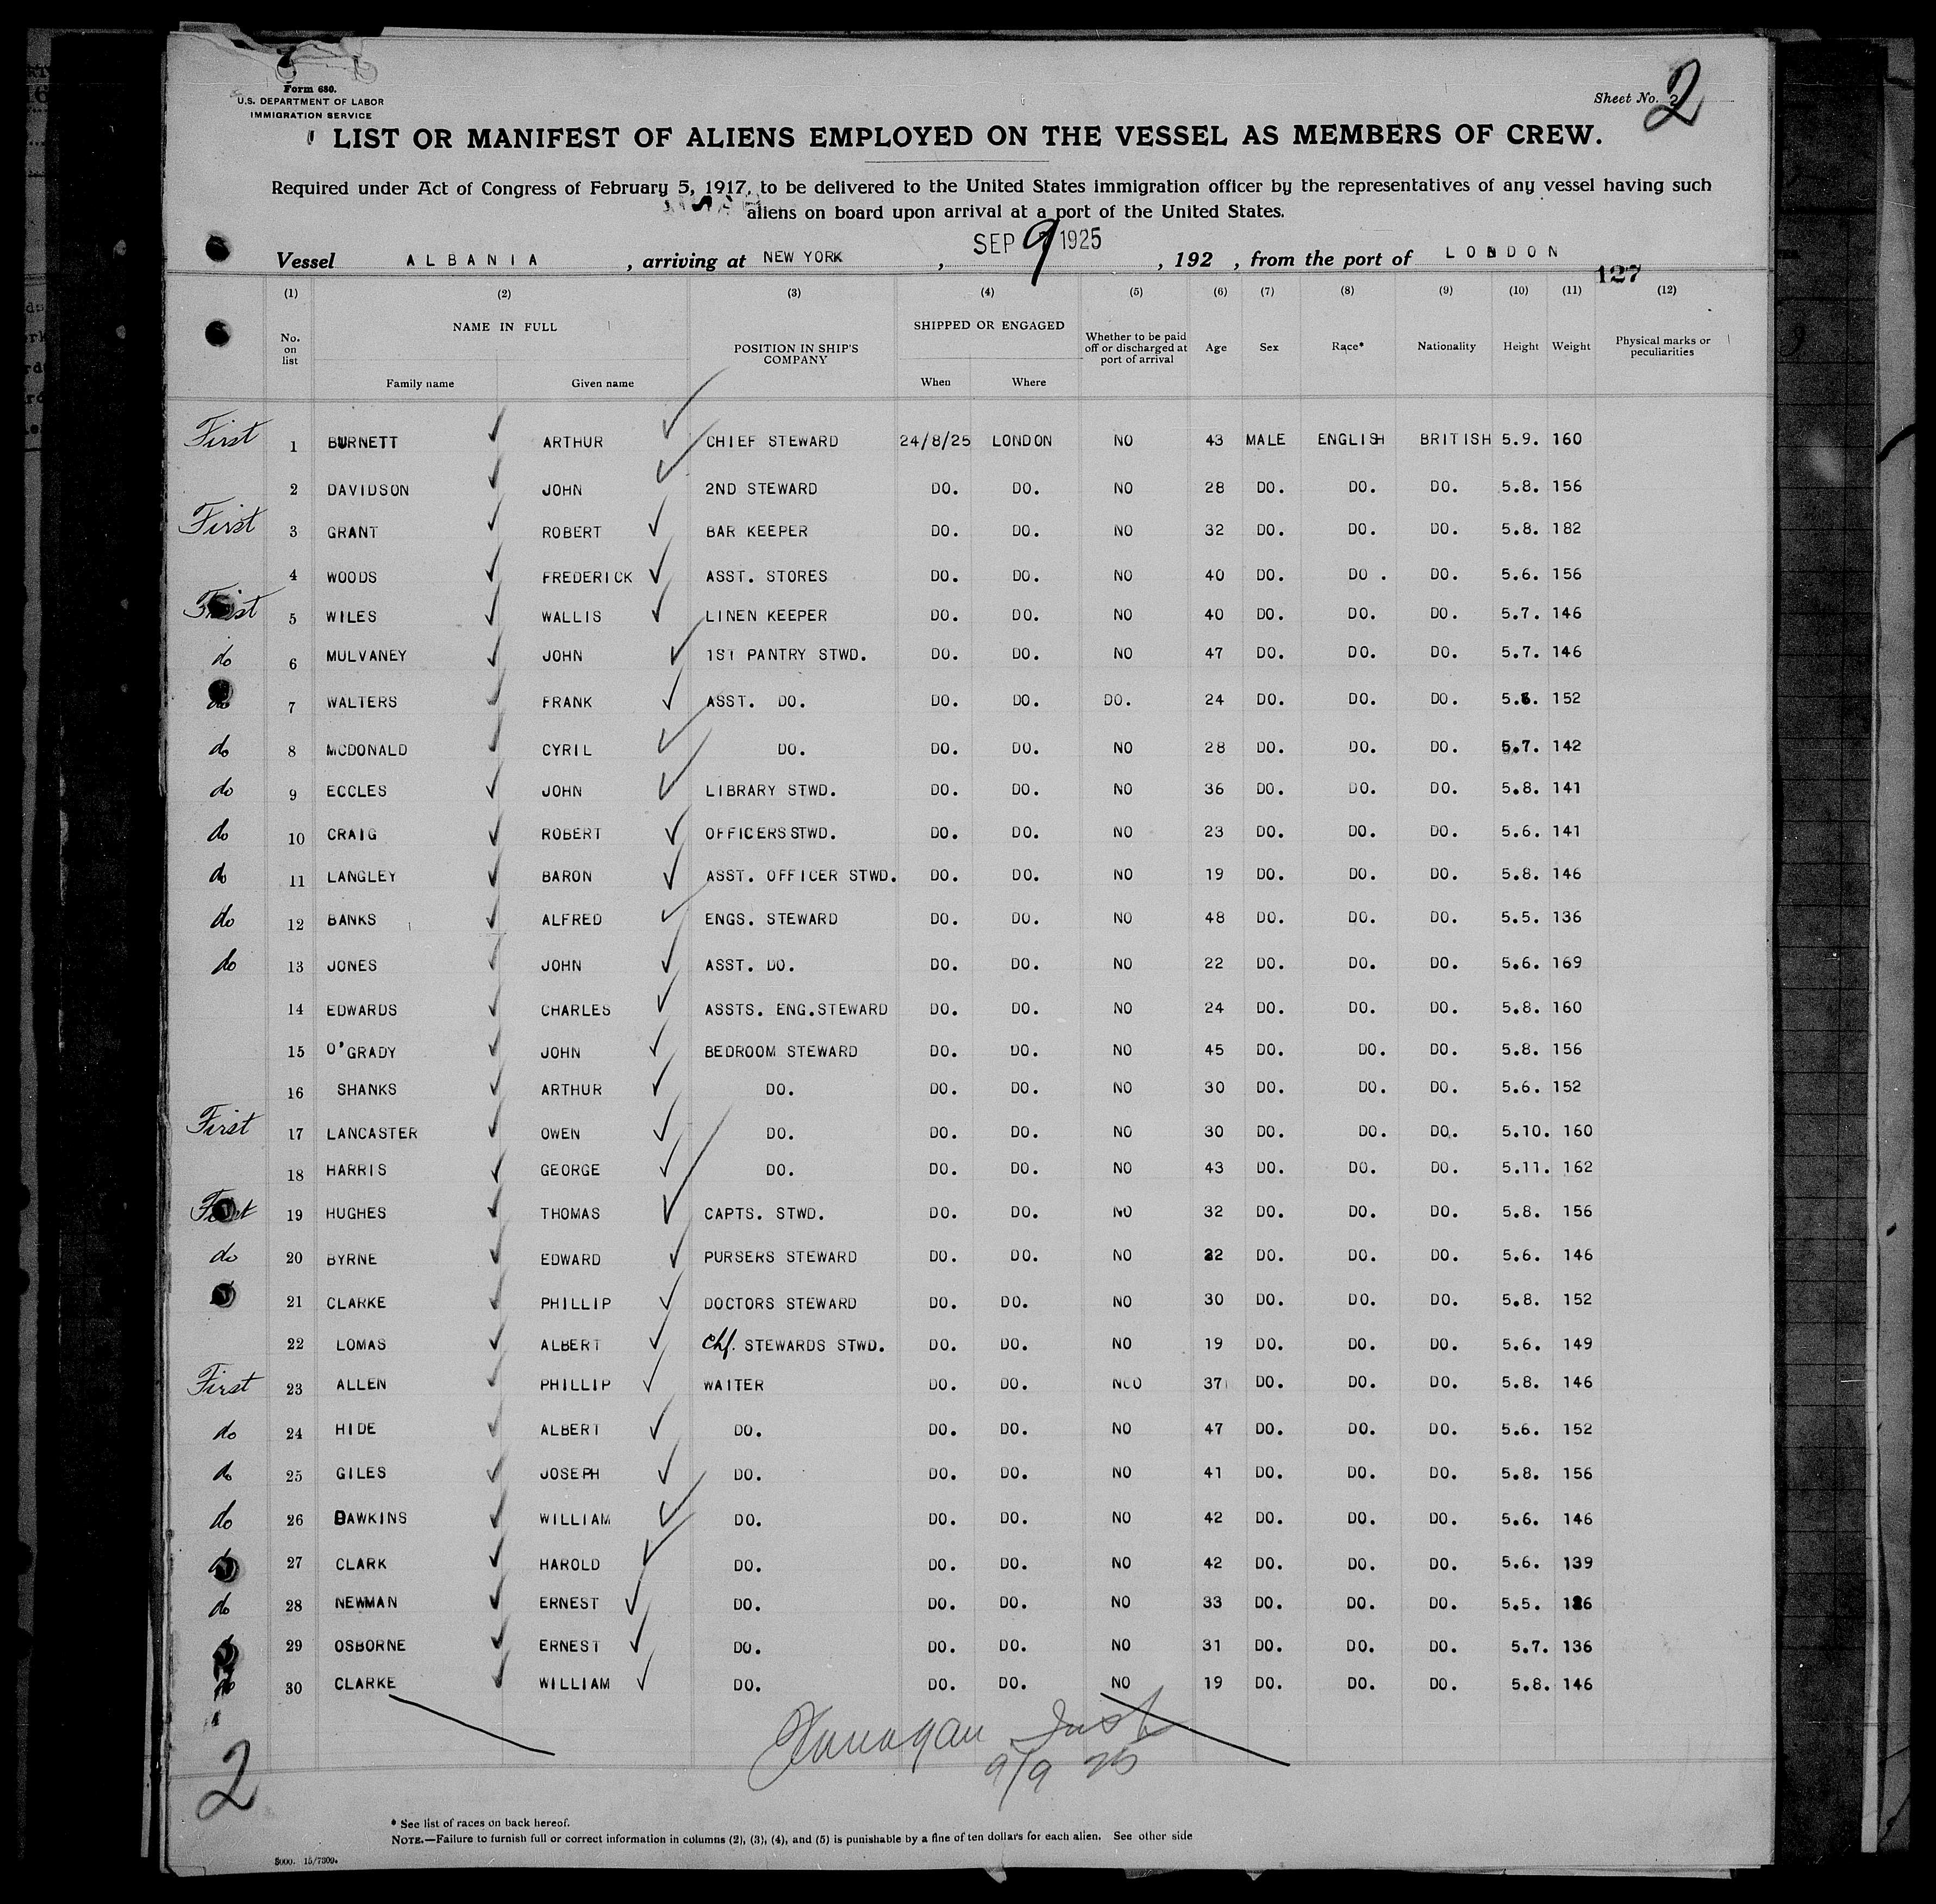 Form 680.
U.S. DEPARTMENT OF LABOR
IMMIGRATION SERVICE
Sheet No. 2
2
LIST OR MANIFEST OF ALIENS EMPLOYED ON THE VESSEL AS MEMBERS OF CREW.
Required under Act of Congress of February 5, 1917, to be delivered to the United States immigration officer by the representatives of any vessel having such
aliens on board upon arrival at a port of the United States.
Vessel ALBANIA , arriving at NEW YORK , SEP 9 1925 , 192 , from the port of LONDON
127
(1) (2) (3) (4) (5) (6) (7) (8) (9) (10) (11) (12)
No. on list NAME IN FULL Family name Given name POSITION IN SHIP'S COMPANY SHIPPED OR ENGAGED When Where Whether to be paid off or discharged at port of arrival Age Sex Race* Nationality Height Weight Physical marks or peculiarities
First 1 BURNETT ARTHUR CHIEF STEWARD 24/8/25 LONDON NO 43 MALE ENGLISH BRITISH 5.9. 160
2 DAVIDSON JOHN 2ND STEWARD DO. DO. NO 28 DO. DO. DO. 5.8. 156
First 3 GRANT ROBERT BAR KEEPER DO. DO. NO 32 DO. DO. DO. 5.8. 182
4 WOODS FREDERICK ASST. STORES DO. DO. NO 40 DO. DO. DO. 5.6. 156
First 5 WILES WALLIS LINEN KEEPER DO. DO. NO 40 DO. DO. DO. 5.7. 146
do 6 MULVANEY JOHN 1ST PANTRY STWD. DO. DO. NO 47 DO. DO. DO. 5.7. 146
do 7 WALTERS FRANK ASST. DO. DO. DO. DO. 24 DO. DO. DO. 152
do 8 MCDONALD CYRIL DO. DO. DO. NO 28 DO. DO. DO. 5.7. 142
do 9 ECCLES JOHN LIBRARY STWD. DO. DO. NO 36 DO. DO. DO. 5.8. 141
do 10 CRAIG ROBERT OFFICERS STWD. DO. DO. NO 23 DO. DO. DO. 5.6. 141
do 11 LANGLEY BARON ASST. OFFICER STWD. DO. DO. NO 19 DO. DO. DO. 5.8. 146
do 12 BANKS ALFRED ENGS. STEWARD DO. DO. NO 48 DO. DO. DO. 5.5. 136
do 13 JONES JOHN ASST. DO. DO. DO. NO 22 DO. DO. DO. 5.6. 169
14 EDWARDS CHARLES ASSTS. ENG.STEWARD DO. DO. NO 24 DO. DO. DO. 5.8. 160
15 O'GRADY JOHN BEDROOM STEWARD DO. DO. NO 45 DO. DO. DO. 5.8. 156
16 SHANKS ARTHUR DO. DO. DO. NO 30 DO. DO. DO. 5.6. 152
First 17 LANCASTER OWEN DO. DO. DO. NO 30 DO. DO. DO. 5.10. 160
18 HARRIS GEORGE DO. DO. DO. NO 43 DO. DO. DO. 5.11. 162
First 19 HUGHES THOMAS CAPTS. STWD. DO. DO. NO 32 DO. DO. DO. 5.8. 156
do 20 BYRNE EDWARD PURSERS STEWARD DO. DO. NO 22 DO. DO. DO. 5.6. 146
21 CLARKE PHILLIP DOCTORS STEWARD DO. DO. NO 30 DO. DO. DO. 5.8. 152
22 LOMAS ALBERT Chf. STEWARDS STWD. DO. DO. NO 19 DO. DO. DO. 5.6. 149
First 23 ALLEN PHILLIP WAITER DO. DO. NOO 37 DO. DO. DO. 5.8. 146
do 24 HIDE ALBERT DO. DO. DO. NO 47 DO. DO. DO. 5.6. 152
do 25 GILES JOSEPH DO. DO. DO. NO 41 DO. DO. DO. 5.8. 156
do 26 DAWKINS WILLIAM DO. DO. DO. NO 42 DO. DO. DO. 5.6. 146
do 27 CLARK HAROLD DO. DO. DO. NO 42 DO. DO. DO. 5.6. 139
do 28 NEWMAN ERNEST DO. DO. DO. NO 33 DO. DO. DO. 5.5. 126
29 OSBORNE ERNEST DO. DO. DO. NO 31 DO. DO. DO. 5.7. 136
do 30 CLARKE WILLIAM DO. DO. DO. NO 19 DO. DO. DO. 5.8. 146
Flanagan Inst
9/9 25
2
* See list of races on back hereof.
NOTE.—Failure to furnish full or correct information in columns (2), (3), (4), and (5) is punishable by a fine of ten dollars for each alien. See other side
5000. 15/7309.